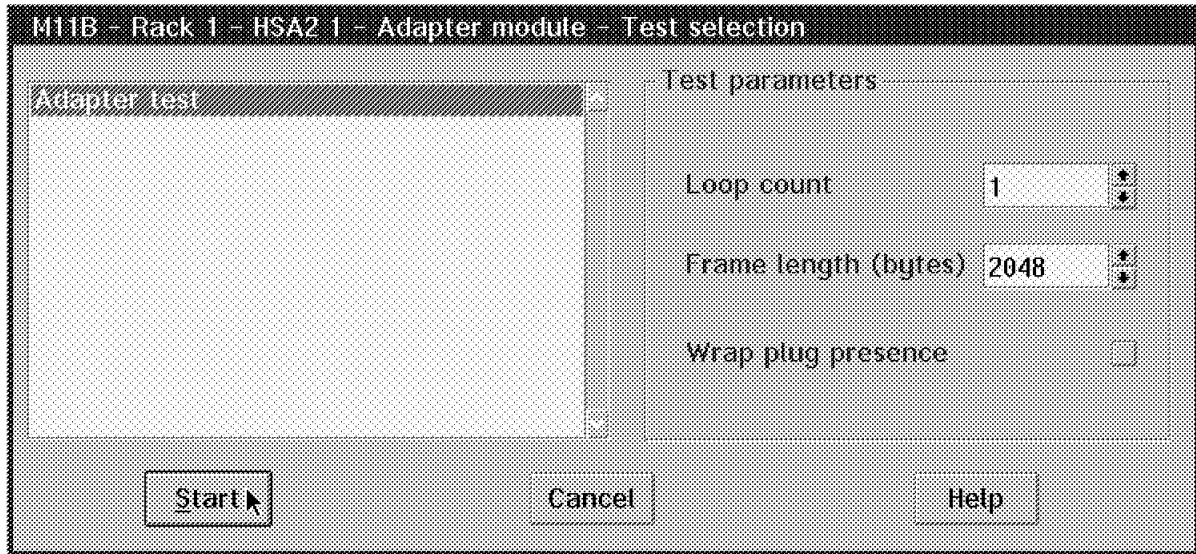 M11B - Rack 1 - HSA2 1 - Adapter module - Test selection
Adapter test
Test parameters
Loop count 1
Frame length (bytes) 2048
Wrap plug presence
Start Cancel Help